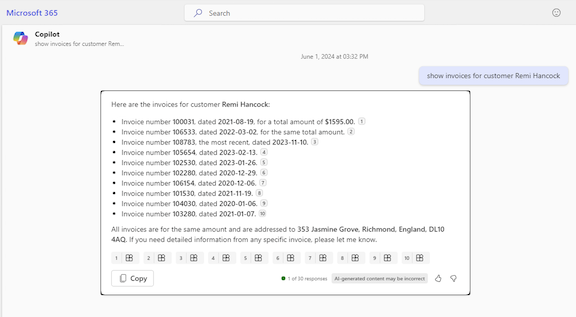 Microsoft 365
Search
Copilot
show invoices for customer Rem...
June 1, 2024 at 03:32 PM
show invoices for customer Remi Hancock
Here are the invoices for customer Remi Hancock:
• Invoice number 100031, dated 2021-08-19, for a total amount of $1595.00. 1
• Invoice number 106533, dated 2022-03-02, for the same total amount. 2
• Invoice number 108783, the most recent, dated 2023-11-10. 3
• Invoice number 105654, dated 2023-02-13. 4
• Invoice number 102530, dated 2023-01-26. 5
• Invoice number 102280, dated 2020-12-29. 6
• Invoice number 106154, dated 2020-12-06. 7
• Invoice number 101530, dated 2021-11-19. 8
• Invoice number 104030, dated 2020-01-06. 9
• Invoice number 103280, dated 2021-01-07. 10
All invoices are for the same amount and are addressed to 353 Jasmine Grove, Richmond, England, DL10
4AQ. If you need detailed information from any specific invoice, please let me know.
1 2 3 4 5 6 7 8 9 10
Copy
1 of 30 responses
AI-generated content may be incorrect